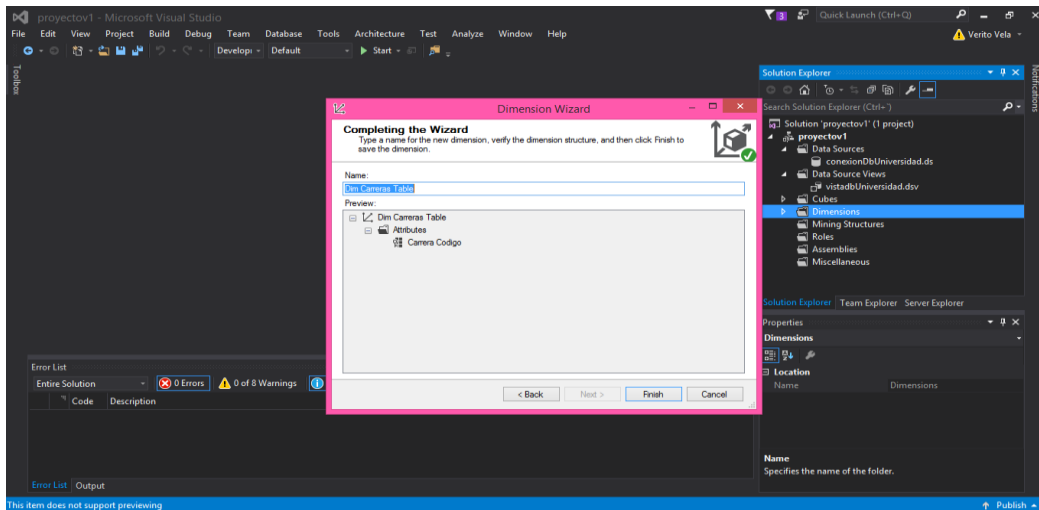 proyectov1 - Microsoft Visual Studio
3
Quick Launch (Ctrl+Q)
File Edit View Project Build Debug Team Database Tools Architecture Test Analyze Window Help
Verito Vela
Develop Default Start
Toolbox
Dimension Wizard
Completing the Wizard
Type a name for the new dimension, verify the dimension structure, and then click Finish to
save the dimension.
Name:
Dim Carreras Table
Preview:
Dim Carreras Table
Attributes
Carrera Codigo
< Back Next > Finish Cancel
Solution Explorer
Search Solution Explorer (Ctrl+¨)
Solution 'proyectov1' (1 project)
proyectov1
Data Sources
conexionDbUniversidad.ds
Data Source Views
vistadbUniversidad.dsv
Cubes
Dimensions
Mining Structures
Roles
Assemblies
Miscellaneous
Solution Explorer Team Explorer Server Explorer
Notifications
Properties
Dimensions
Location
Name Dimensions
Name
Specifies the name of the folder.
Error List
Entire Solution 0 Errors 0 of 8 Warnings
Code Description
Error List Output
This item does not support previewing
Publish